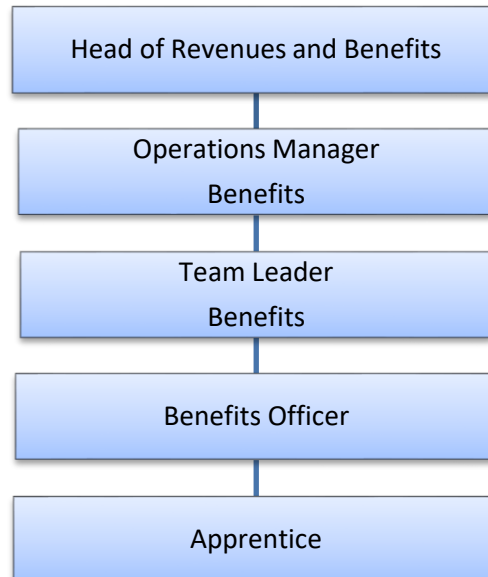 Head of Revenues and Benefits
Operations Manager
Benefits
Team Leader
Benefits
Benefits Officer
Apprentice